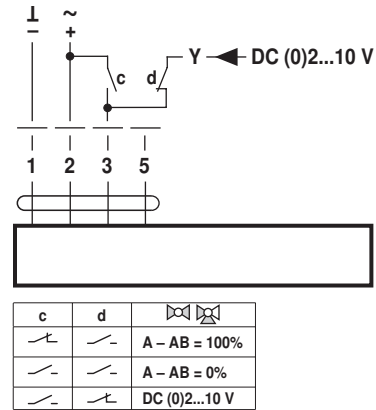 ⊥ ~
– +
c d Y DC (0)2...10 V
1 2 3 5
c d
A – AB = 100%
A – AB = 0%
DC (0)2...10 V